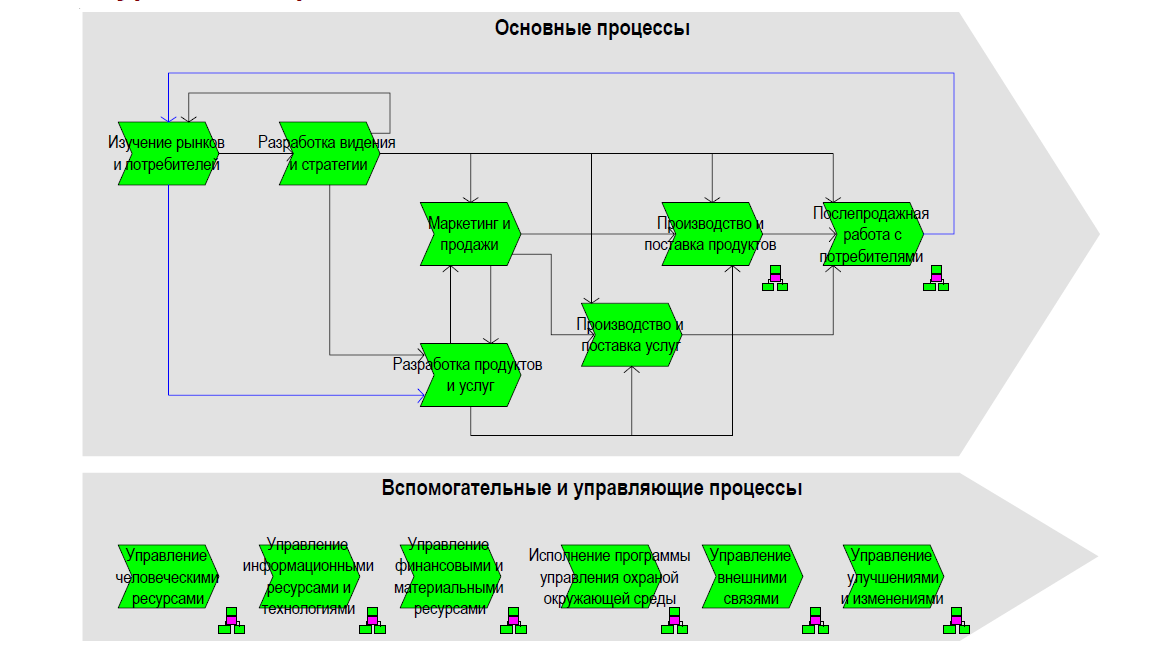 Основные процессы
Изучение рынков
и потребителей
Разработка видения
и стратегии
Маркетинг и
продажи
Производство и
поставка продуктов
Послепродажная
работа с
потребителями
Производство и
поставка услуг
Разработка продуктов
и услуг
Вспомогательные и управляющие процессы
Управление
человеческими
ресурсами
Управление
информационными
ресурсами и
технологиями
Управление
финансовыми и
материальными
ресурсами
Исполнение программы
управления охраной
окружающей среды
Управление
внешними
связями
Управление
улучшениями
и изменениями